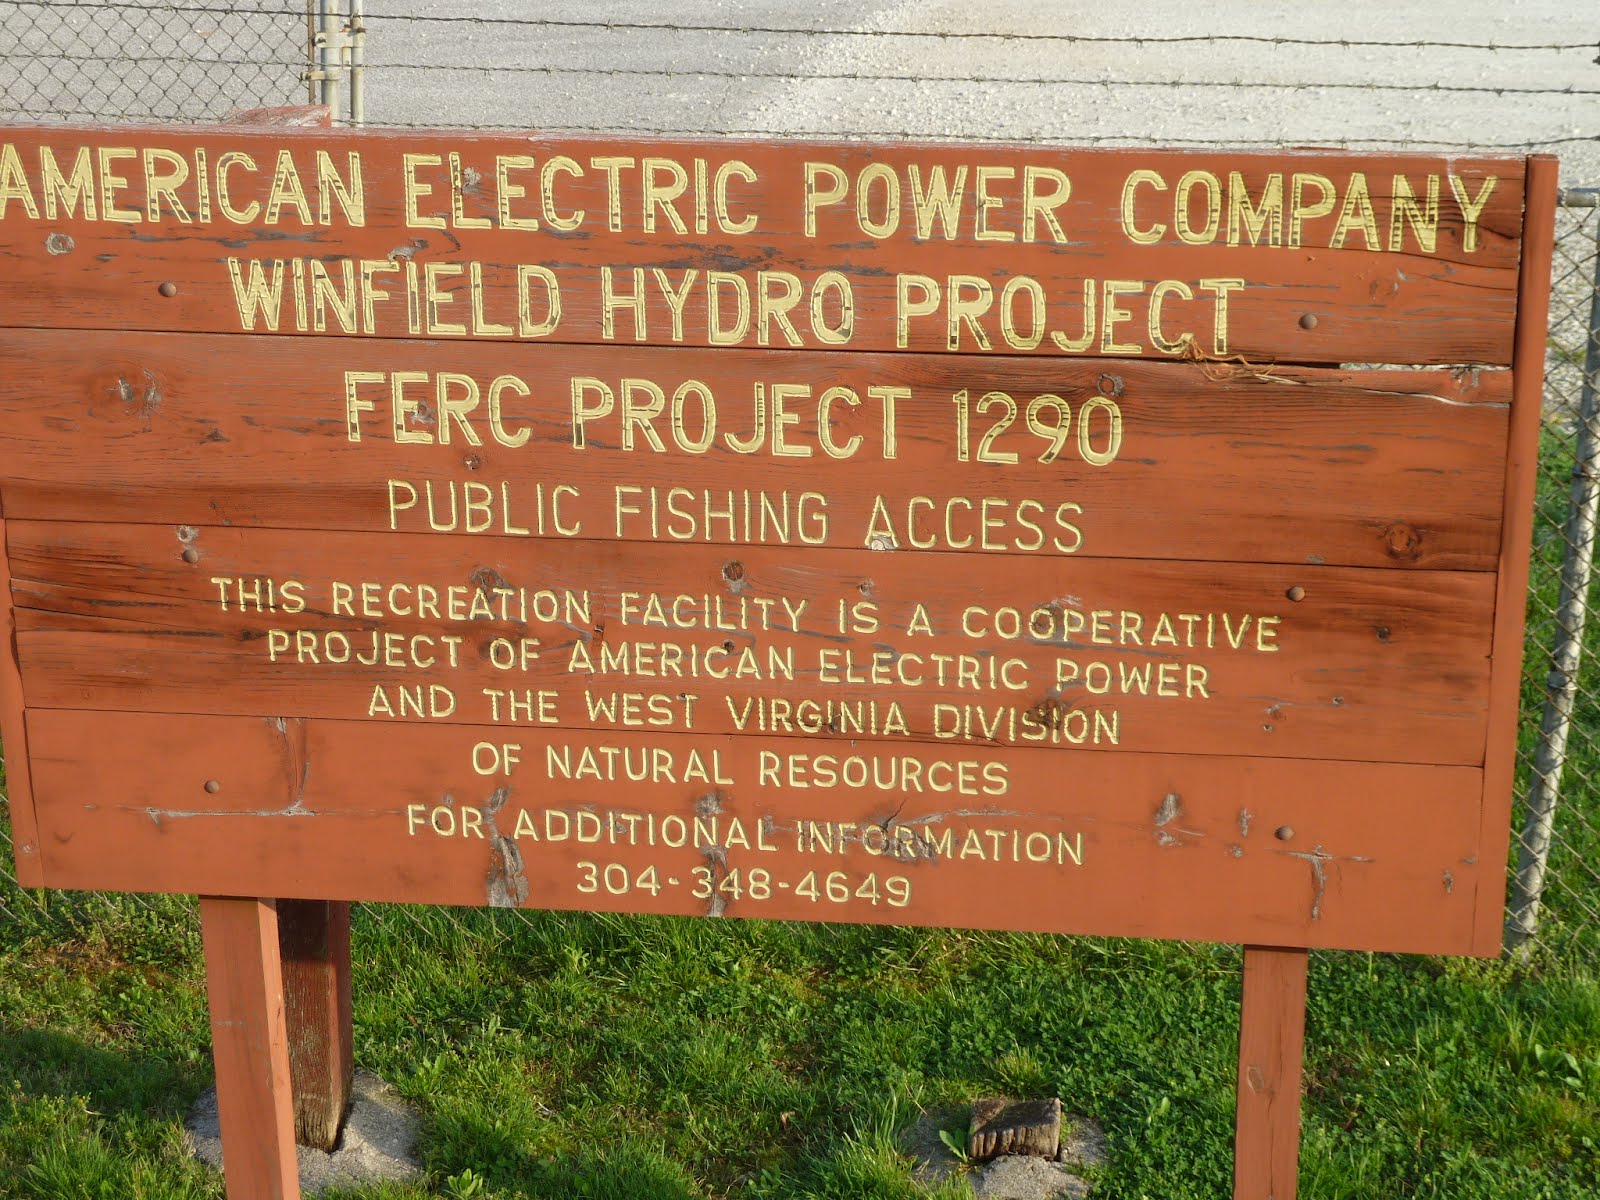 AMERICAN ELECTRIC POWER COMPANY
WINFIELD HYDRO PROJECT
FERC PROJECT 1290
PUBLIC FISHING ACCESS
THIS RECREATION FACILITY IS A COOPERATIVE
PROJECT OF AMERICAN ELECTRIC POWER
AND THE WEST VIRGINIA DIVISION
OF NATURAL RESOURCES
FOR ADDITIONAL INFORMATION
304-348-4649